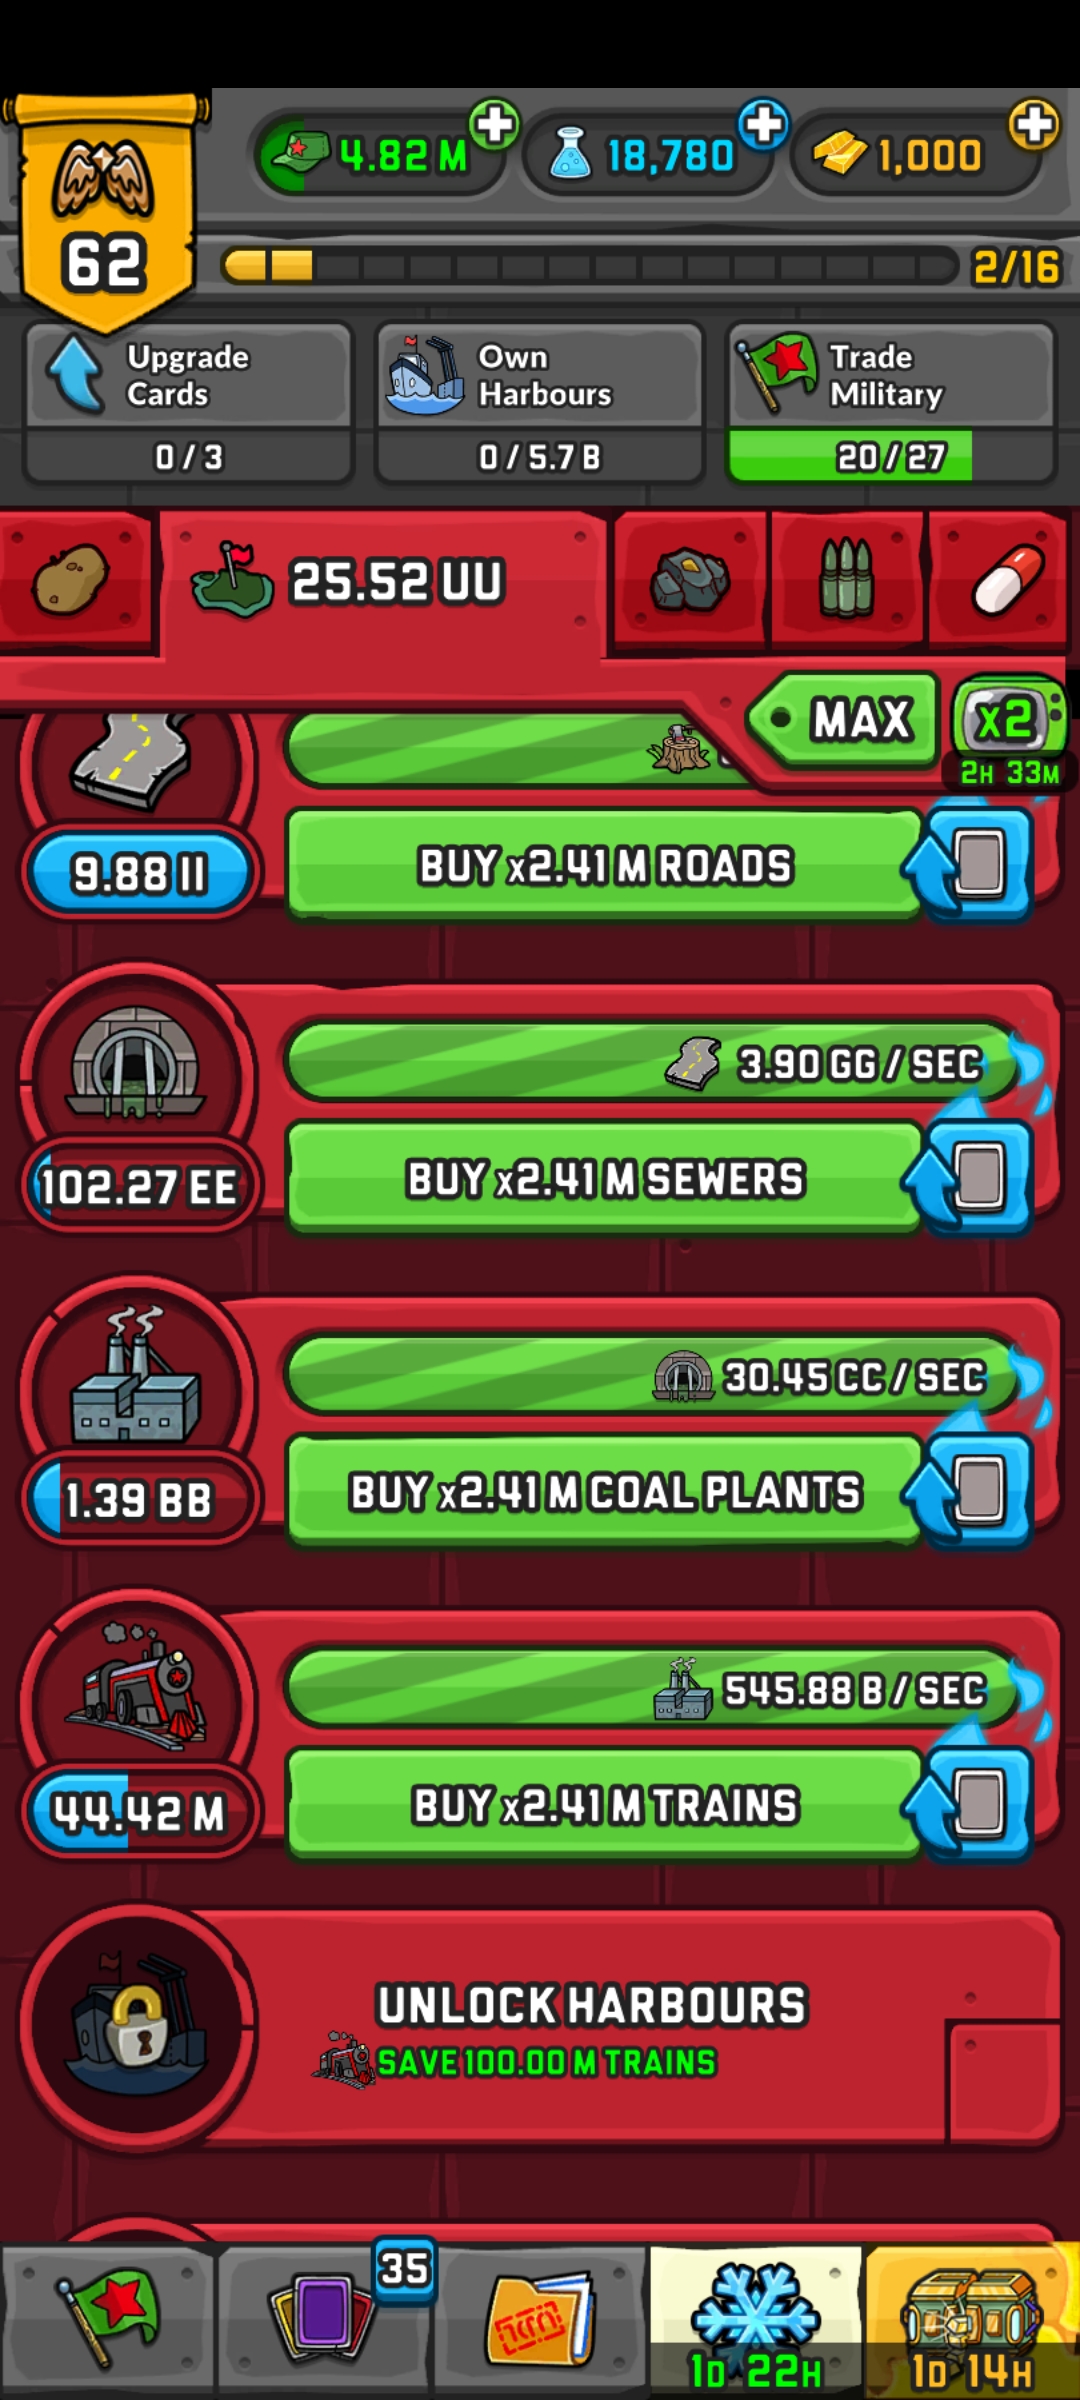 4.82 M
18,780
1,000
62
2/16
Upgrade
Cards
0 / 3
Own
Harbours
0 / 5.7 B
Trade
Military
20 / 27
25.52 UU
MAX
x2
2H 33M
9.88 II
BUY x2.41 M ROADS
3.90 GG / SEC
102.27 EE
BUY x2.41 M SEWERS
30.45 CC / SEC
1.39 BB
BUY x2.41 M COAL PLANTS
545.88 B / SEC
44.42 M
BUY x2.41 M TRAINS
UNLOCK HARBOURS
SAVE 100.00 M TRAINS
35
1D 22H
1D 14H